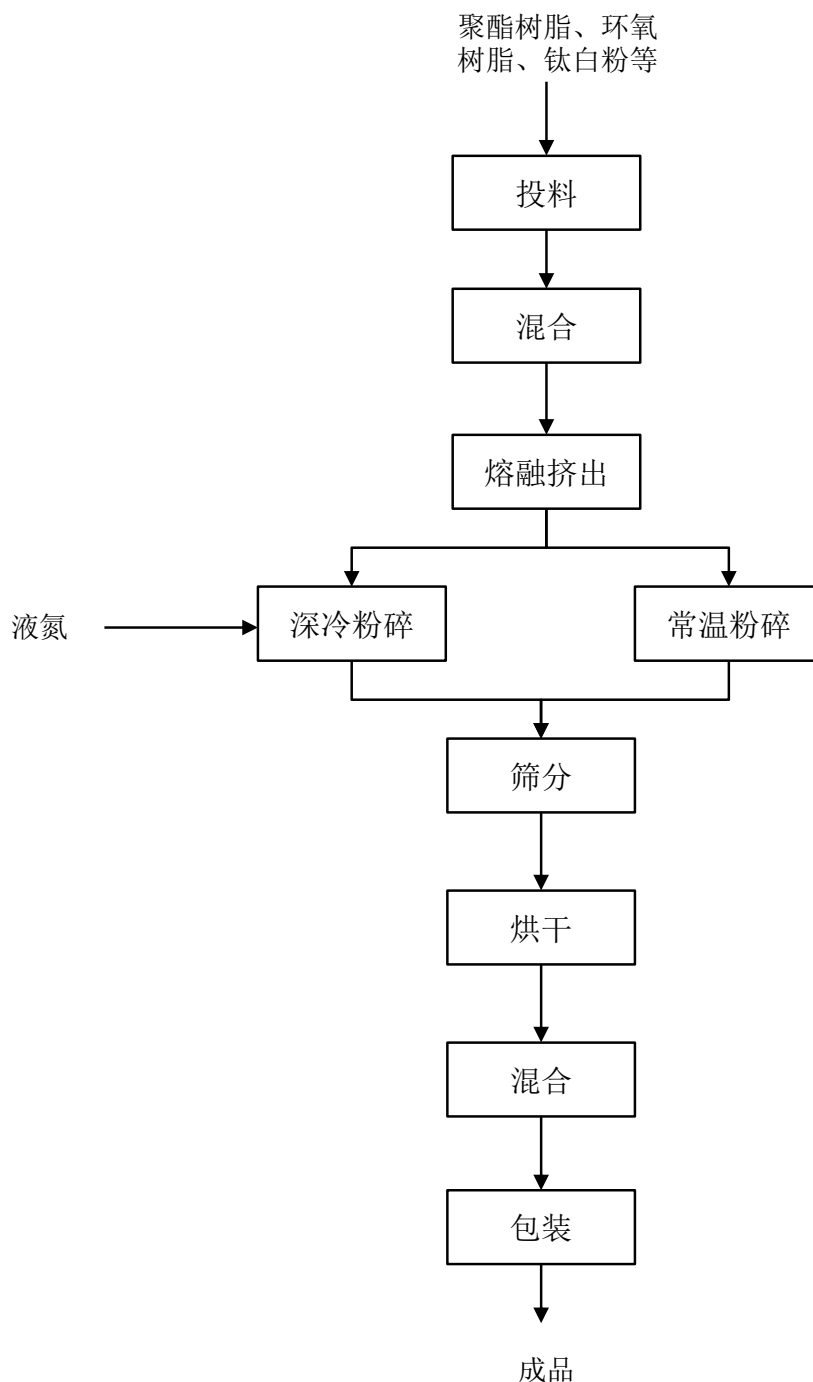 聚酯树脂、环氧
树脂、钛白粉等
投料
混合
熔融挤出
液氮
深冷粉碎
常温粉碎
筛分
烘干
混合
包装
成品